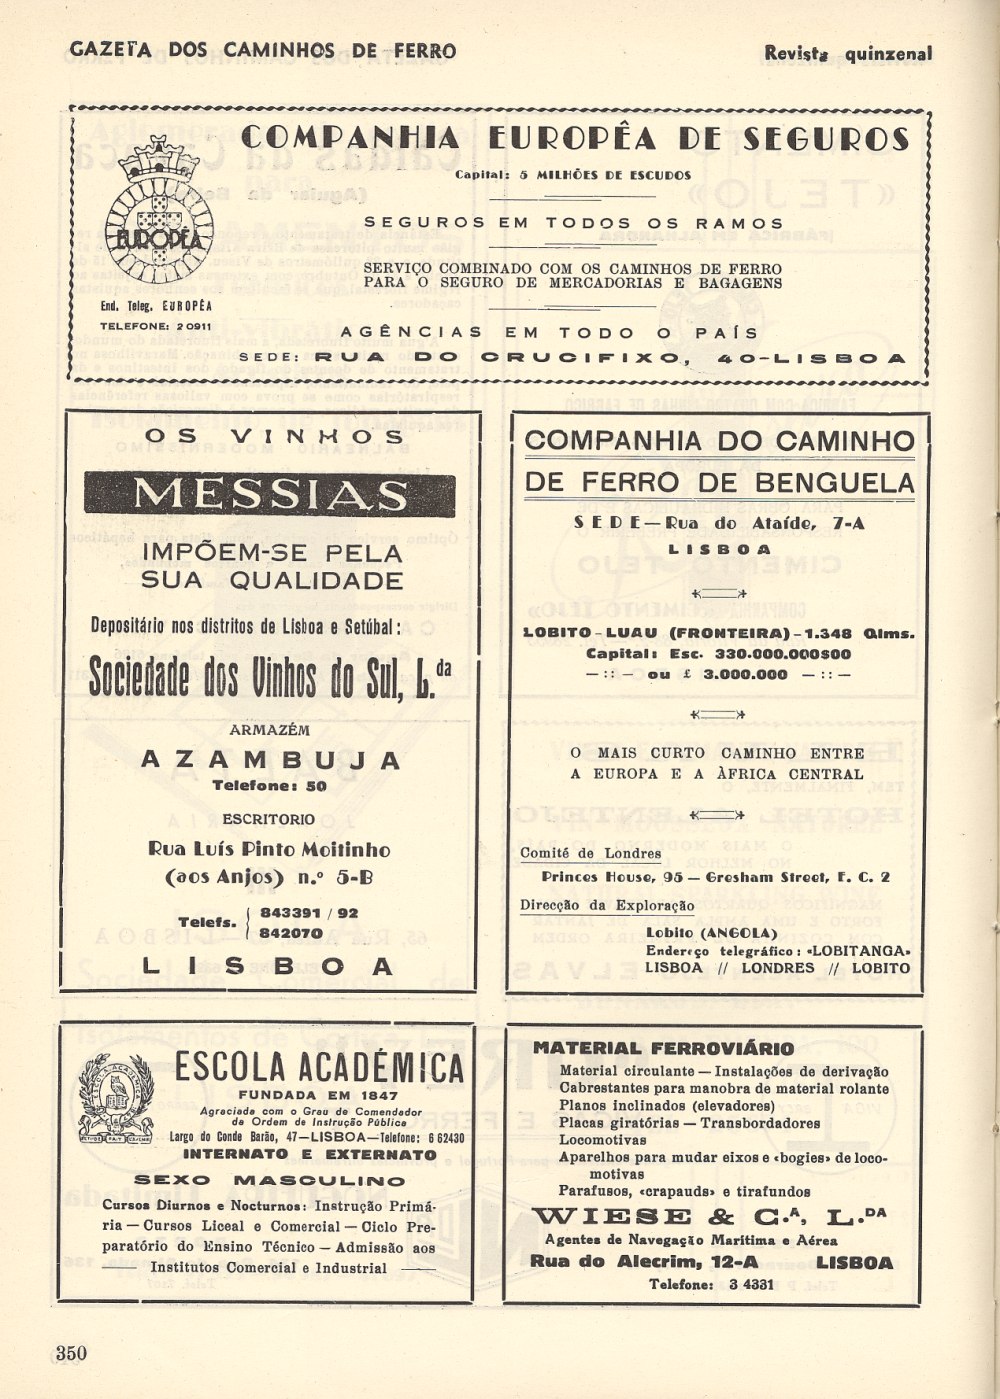 GAZETA DOS CAMINHOS DE FERRO
Revista quinzenal
COMPANHIA EUROPÊA DE SEGUROS
Capital: 5 MILHÕES DE ESCUDOS
SEGUROS EM TODOS OS RAMOS
SERVIÇO COMBINADO COM OS CAMINHOS DE FERRO
PARA O SEGURO DE MERCADORIAS E BAGAGENS
AGÊNCIAS EM TODO O PAÍS
SEDE: RUA DO CRUCIFIXO, 40-LISBOA
EUROPÊA
End. Teleg. EUROPÊA
TELEFONE: 20911
OS VINHOS
MESSIAS
IMPÕEM-SE PELA
SUA QUALIDADE
Depositário nos distritos de Lisboa e Setúbal:
Sociedade dos Vinhos do Sul, L.da
ARMAZÉM
AZAMBUJA
Telefone: 50
ESCRITORIO
Rua Luís Pinto Moitinho
(aos Anjos) n.º 5-B
Telefs. { 843391 / 92
842070
LISBOA
COMPANHIA DO CAMINHO
DE FERRO DE BENGUELA
SEDE—Rua do Ataíde, 7-A
LISBOA
LOBITO-LUAU (FRONTEIRA)-1.348 Qlms.
Capital: Esc. 330.000.000$00
— :: — ou £ 3.000.000 — :: —
O MAIS CURTO CAMINHO ENTRE
A EUROPA E A ÀFRICA CENTRAL
Comité de Londres
Princes House, 95 — Gresham Street, F. C. 2
Direcção da Exploração
Lobito (ANGOLA)
Endereço telegráfico: «LOBITANGA»
LISBOA // LONDRES // LOBITO
ESCOLA ACADÉMICA
FUNDADA EM 1847
Agraciada com o Grau de Comendador
da Ordem de Instrução Pública
Largo do Conde Barão, 47—LISBOA—Telefone: 6 62430
INTERNATO E EXTERNATO
SEXO MASCULINO
Cursos Diurnos e Nocturnos: Instrução Primá-
ria — Cursos Liceal e Comercial — Ciclo Pre-
paratório do Ensino Técnico — Admissão aos
Institutos Comercial e Industrial
MATERIAL FERROVIÁRIO
Material circulante — Instalações de derivação
Cabrestantes para manobra de material rolante
Planos inclinados (elevadores)
Placas giratórias — Transbordadores
Locomotivas
Aparelhos para mudar eixos e «bogies» de loco-
motivas
Parafusos, «crapauds» e tirafundos
WIESE & C.A, L.DA
Agentes de Navegação Marítima e Aérea
Rua do Alecrim, 12-A LISBOA
Telefone: 3 4331
350